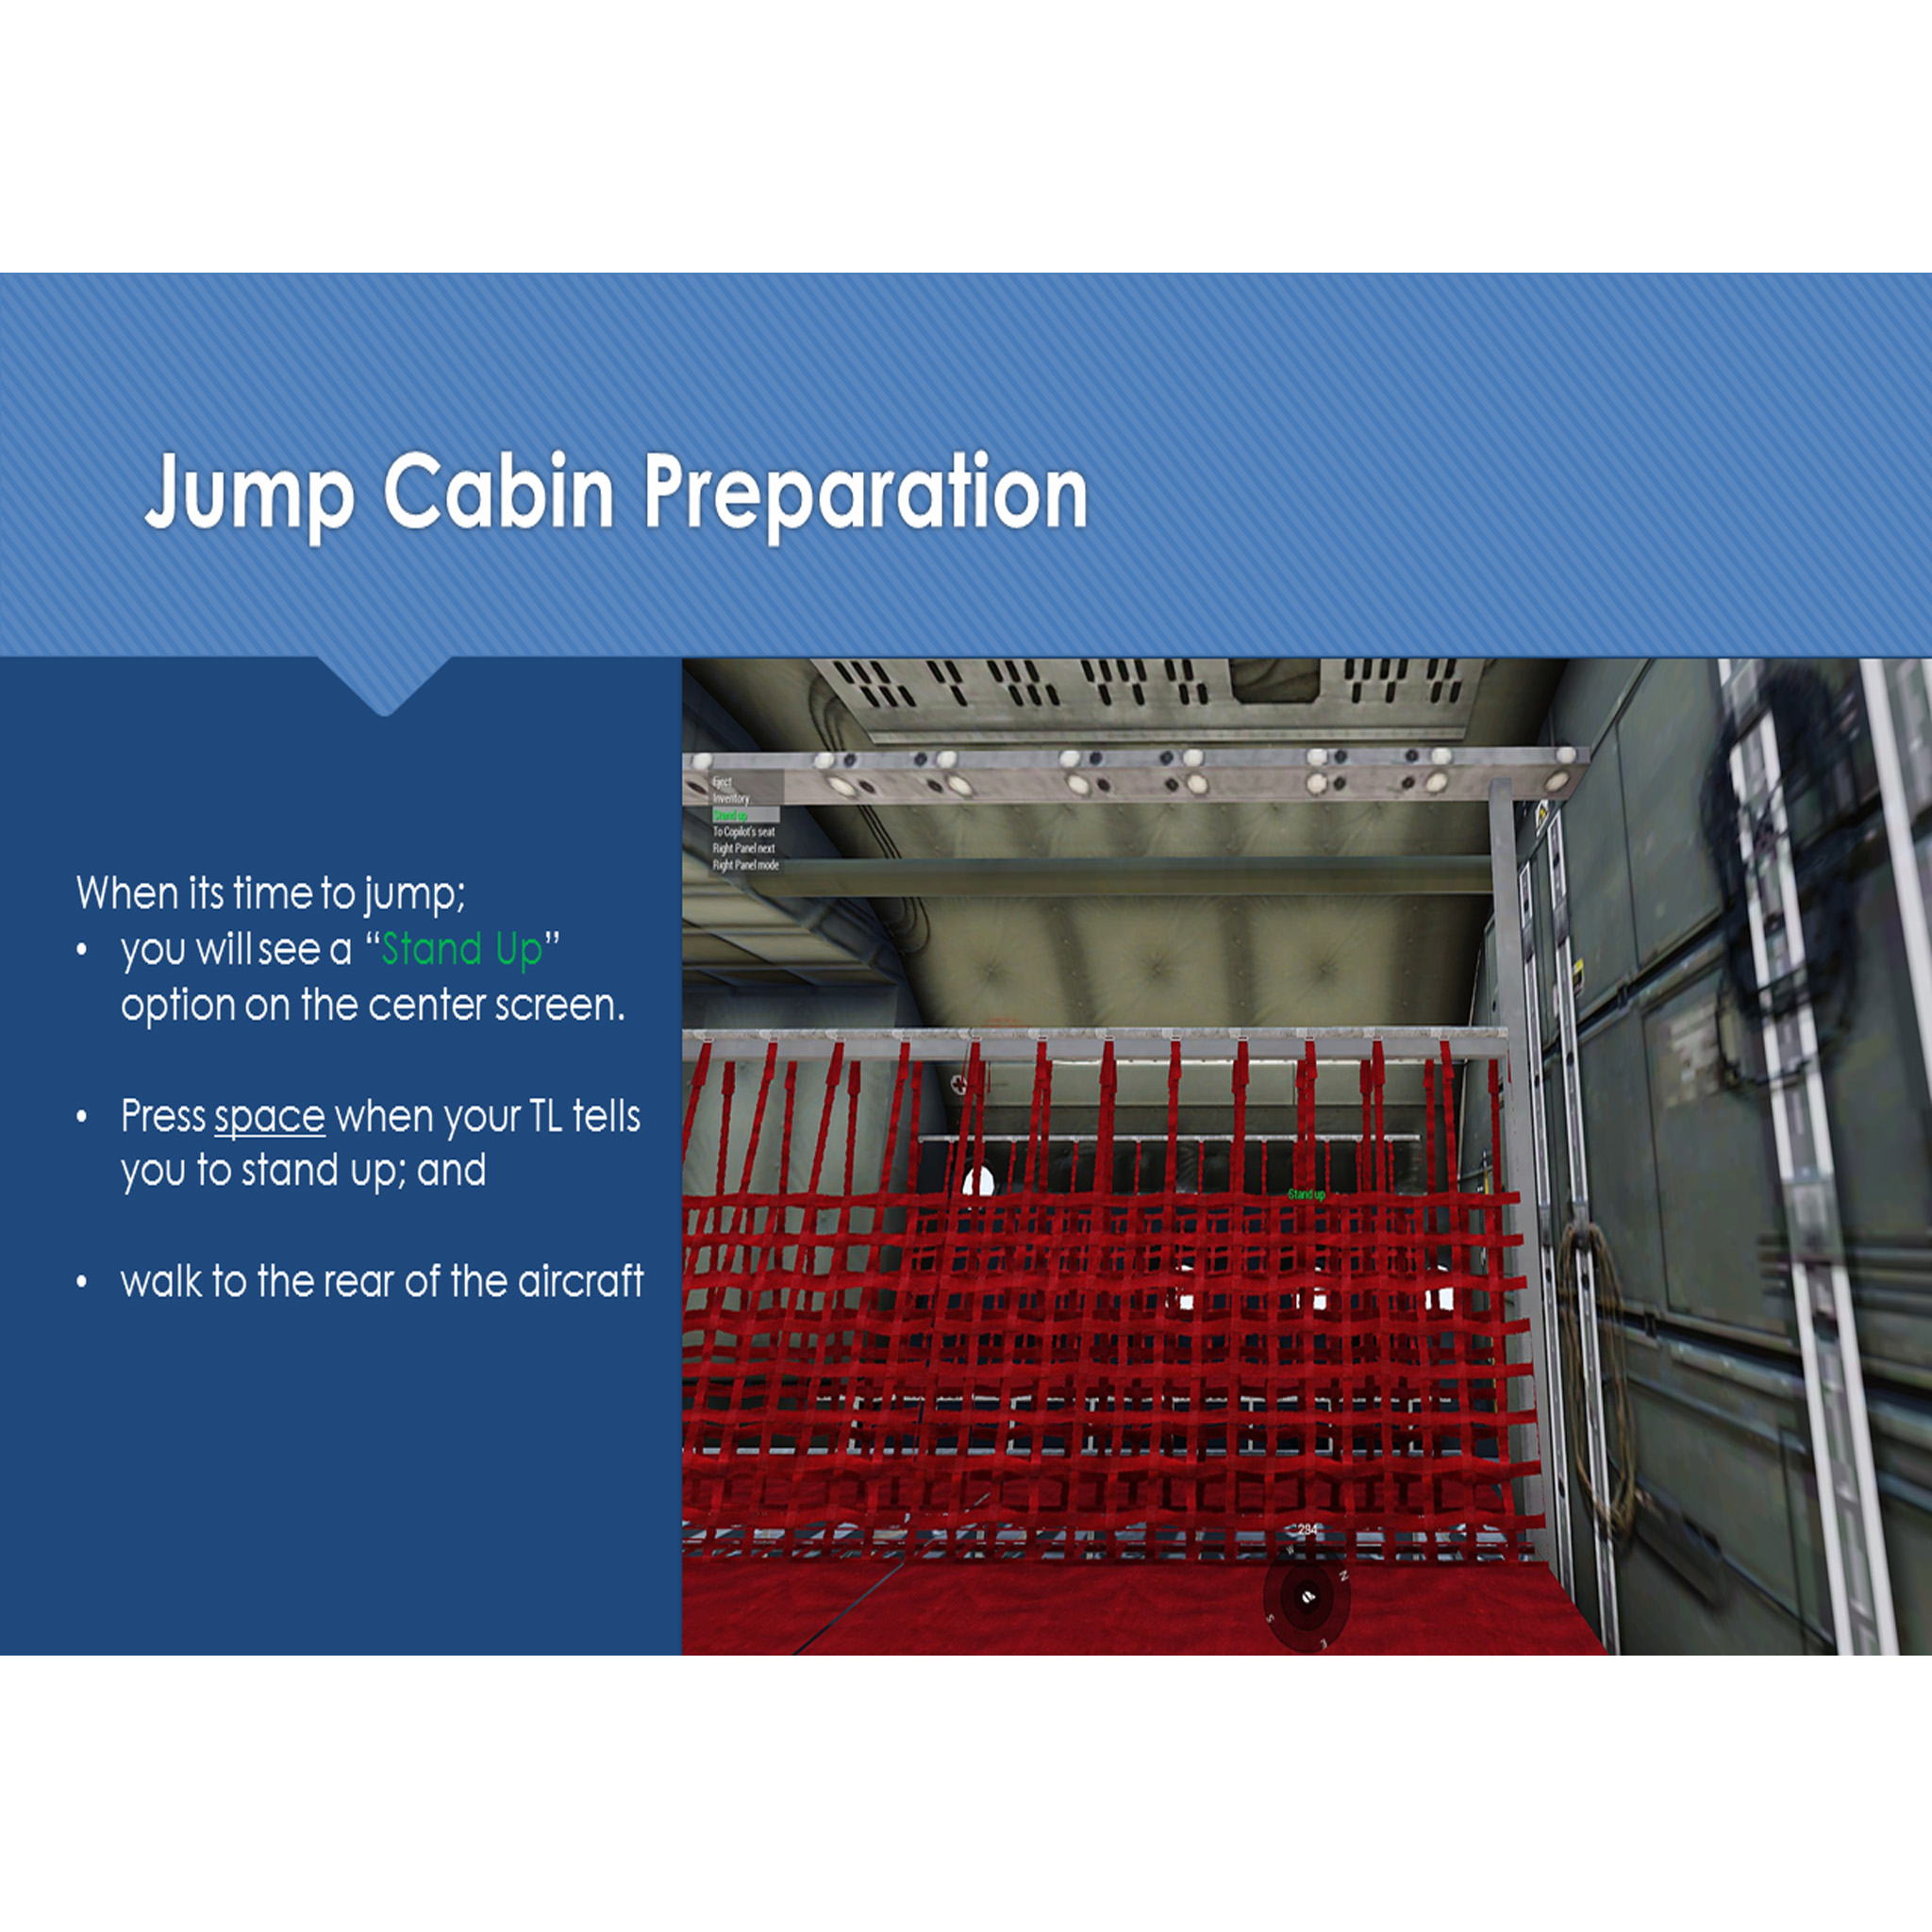 Jump Cabin Preparation
When its time to jump;
• you will see a “Stand Up”
option on the center screen.
• Press space when your TL tells
you to stand up; and
• walk to the rear of the aircraft
Eject
Inventory
Stand up
To Copilot's seat
Right Panel next
Right Panel mode
Stand up
284
W
N
S
E